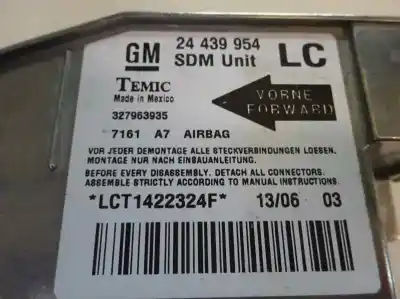 GM 24 439 954 LC
SDM Unit
TEMIC
Made in Mexico
VORNE
FORWARD
327963935
7161 A7 AIRBAG
VOR JEDER DEMONTAGE ALLE STECKVERBINDUNGEN LOESEN.
MONTAGE NUR NACH EINBAUANLEITUNG.
BEFORE EVERY DISASSEMBLY, DETACH ALL CONNECTORS.
ASSEMBLE STRICTLY ACCORDING TO MANUAL INSTRUCTIONS.
*LCT1422324F* 13/06 03